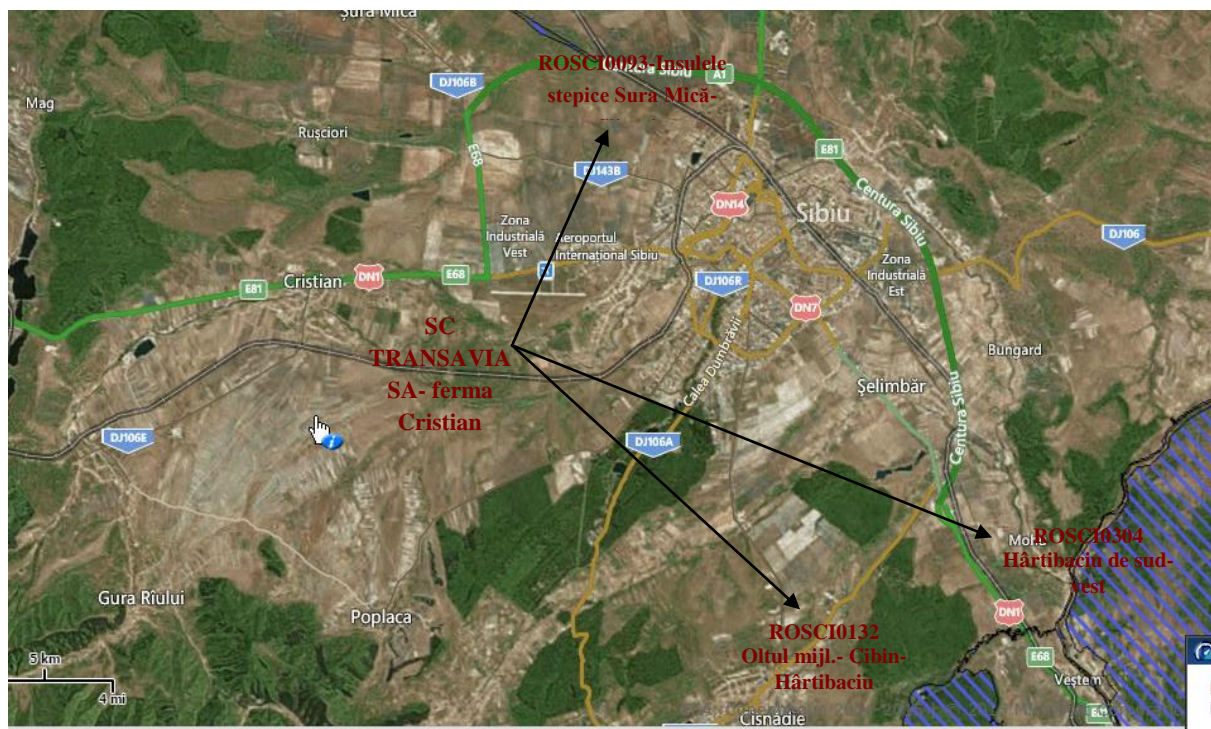 Șura Mică
ROSCI0093-Insulele
stepice Sura Mică-
Centura Sibiu
A1
DJ106B
Mag
Rușciori
E68
DJ143B
E81
Centura Sibiu
DN14
Sibiu
Zona
Industrială
Vest
Aeroportul
Internațional Sibiu
DJ106
Zona
Industrială
Est
Cristian
DN1
E68
E81
DJ106R
DN7
SC
TRANSAVIA
SA- ferma
Cristian
Calea Dumbrăvii
Bungard
Șelimbăr
Centura Sibiu
DJ106E
DJ106A
ROSCI0304
Hârtibaciu de sud-
vest
Gura Rîului
Poplaca
DN1
ROSCI0132
Oltul mijl.- Cibin-
Hârtibaciu
E68
Veștem
5 km
4 mi
Cisnădie